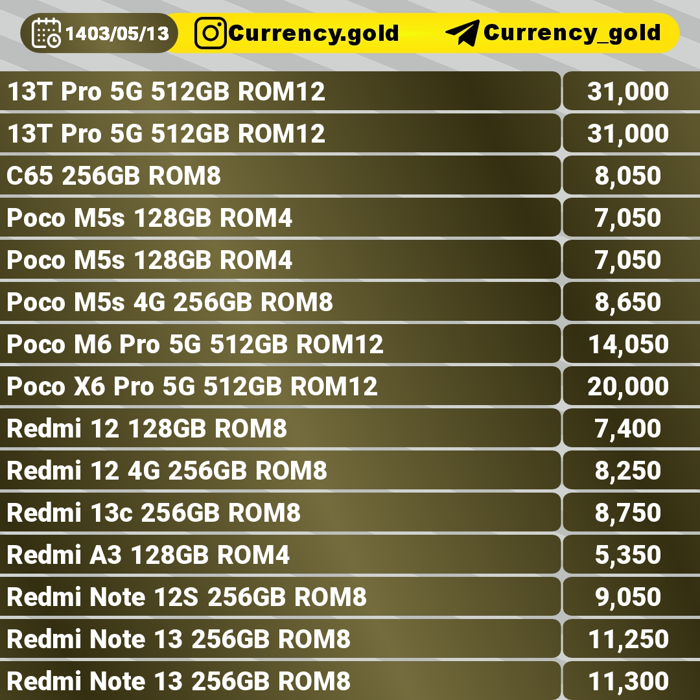 1403/05/13 Currency.gold Currency_gold
13T Pro 5G 512GB ROM12 31,000
13T Pro 5G 512GB ROM12 31,000
C65 256GB ROM8 8,050
Poco M5s 128GB ROM4 7,050
Poco M5s 128GB ROM4 7,050
Poco M5s 4G 256GB ROM8 8,650
Poco M6 Pro 5G 512GB ROM12 14,050
Poco X6 Pro 5G 512GB ROM12 20,000
Redmi 12 128GB ROM8 7,400
Redmi 12 4G 256GB ROM8 8,250
Redmi 13c 256GB ROM8 8,750
Redmi A3 128GB ROM4 5,350
Redmi Note 12S 256GB ROM8 9,050
Redmi Note 13 256GB ROM8 11,250
Redmi Note 13 256GB ROM8 11,300